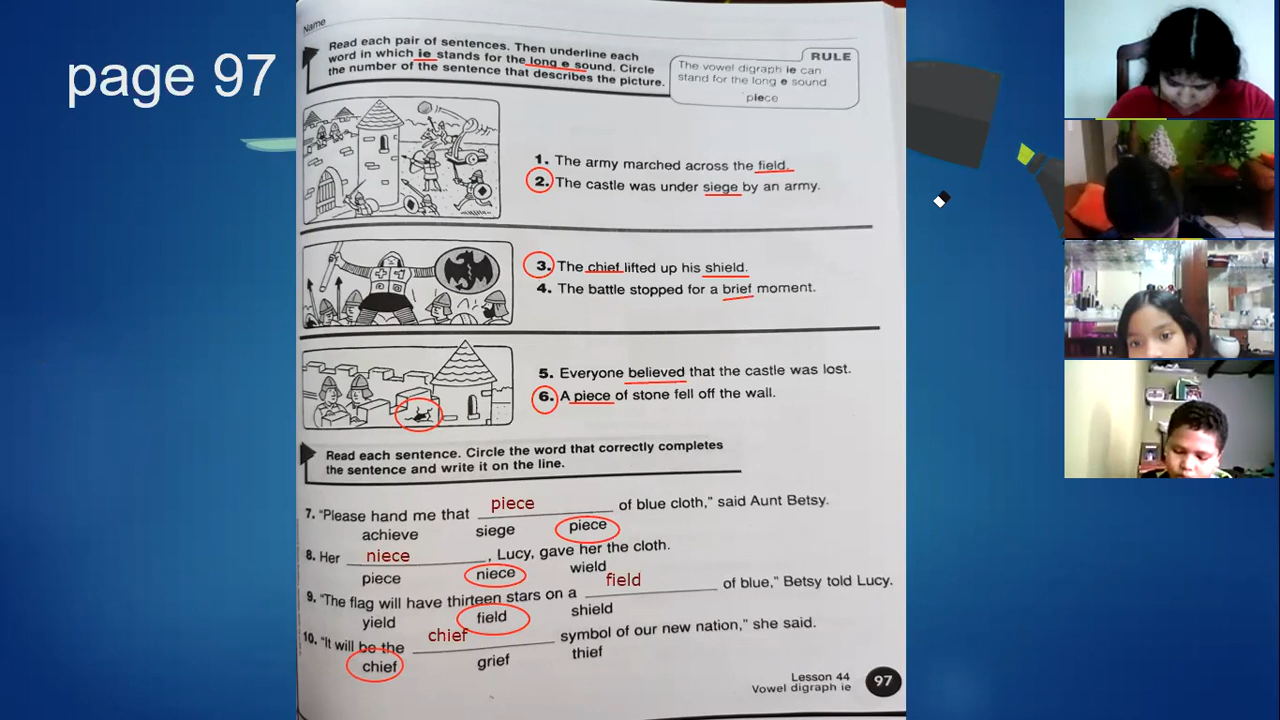 page 97
Name
Read each pair of sentences. Then underline each
word in which ie stands for the long e sound. Circle
the number of the sentence that describes the picture.
RULE
The vowel digraph ie can
stand for the long e sound.
piece
1. The army marched across the field.
2. The castle was under siege by an army.
3. The chief lifted up his shield.
4. The battle stopped for a brief moment.
5. Everyone believed that the castle was lost.
6. A piece of stone fell off the wall.
Read each sentence. Circle the word that correctly completes
the sentence and write it on the line.
7. "Please hand me that piece of blue cloth," said Aunt Betsy.
achieve siege piece
8. Her niece, Lucy, gave her the cloth.
piece niece wield
9. "The flag will have thirteen stars on a field of blue," Betsy told Lucy.
yield field shield
10. "It will be the chief symbol of our new nation," she said.
chief grief thief
Lesson 44
Vowel digraph ie
97